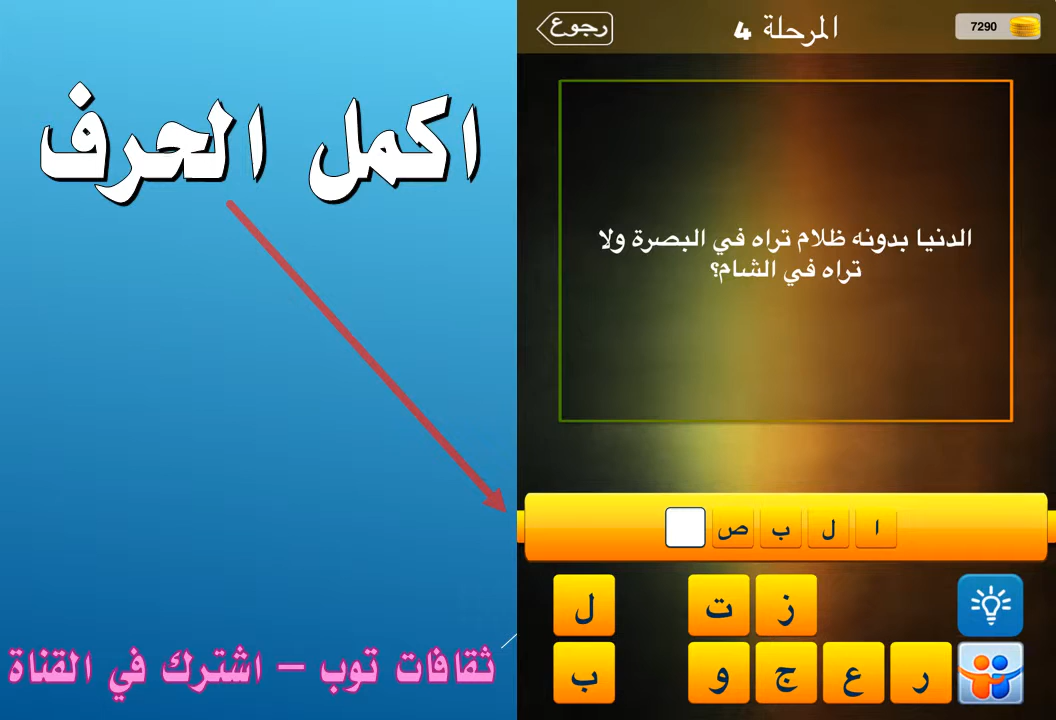 اكمل الحرف
ثقافات توب – اشترك في القناة
رجوع
المرحلة 4
7290
الدنيا بدونه ظلام تراه في البصرة ولا
تراه في الشام؟
ا ل ب ص
ز ت ل
ر ع ج و ب